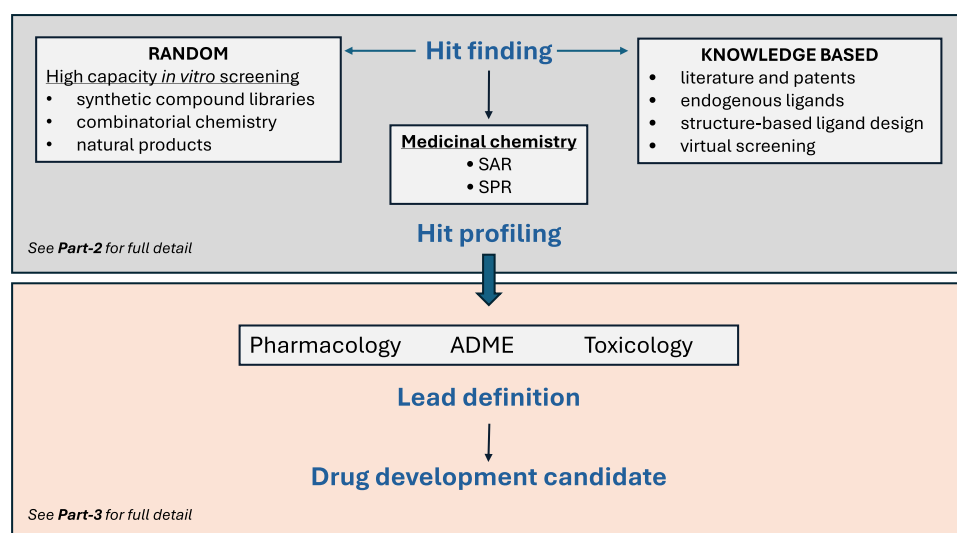 Hit finding
RANDOM
High capacity in vitro screening
• synthetic compound libraries
• combinatorial chemistry
• natural products
KNOWLEDGE BASED
• literature and patents
• endogenous ligands
• structure-based ligand design
• virtual screening
Medicinal chemistry
• SAR
• SPR
Hit profiling
See Part-2 for full detail
Pharmacology ADME Toxicology
Lead definition
Drug development candidate
See Part-3 for full detail